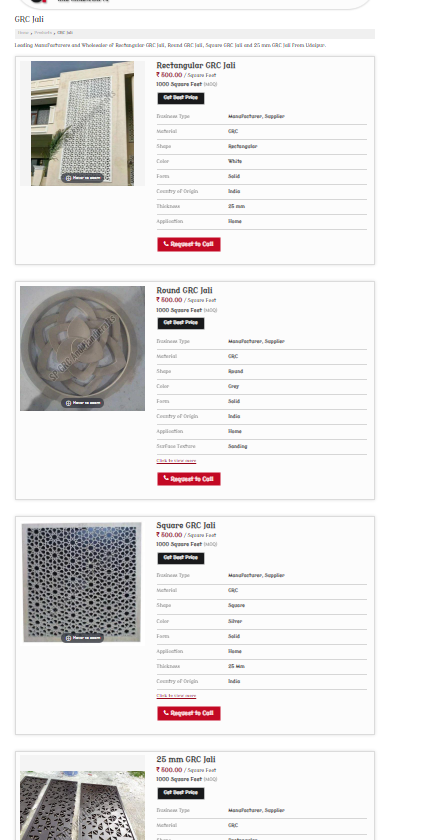 GRC Jali
Home Products GRC Jali
Leading Manufacturers and Wholesaler of Rectangular GRC Jali, Round GRC Jali, Square GRC Jali and 25 mm GRC Jali from Udaipur.
Rectangular GRC Jali
₹ 500.00 / Square Feet
1000 Square Feet (MOQ)
Get Best Price
Business Type Manufacturer, Supplier
Material GRC
Shape Rectangular
Color White
Form Solid
Country of Origin India
Thickness 25 mm
Application Home
Hover to zoom
Request to Call
Round GRC Jali
₹ 500.00 / Square Feet
1000 Square Feet (MOQ)
Get Best Price
Business Type Manufacturer, Supplier
Material GRC
Shape Round
Color Grey
Form Solid
Hover to zoom
Country of Origin India
Application Home
Surface Texture Sanding
Click to view more
Request to Call
Square GRC Jali
₹ 500.00 / Square Feet
1000 Square Feet (MOQ)
Get Best Price
Business Type Manufacturer, Supplier
Material GRC
Shape Square
Color Silver
Form Solid
Hover to zoom
Application Home
Thickness 25 Mm
Country of Origin India
Click to view more
Request to Call
25 mm GRC Jali
₹ 500.00 / Square Feet
1000 Square Feet (MOQ)
Get Best Price
Business Type Manufacturer, Supplier
Material GRC